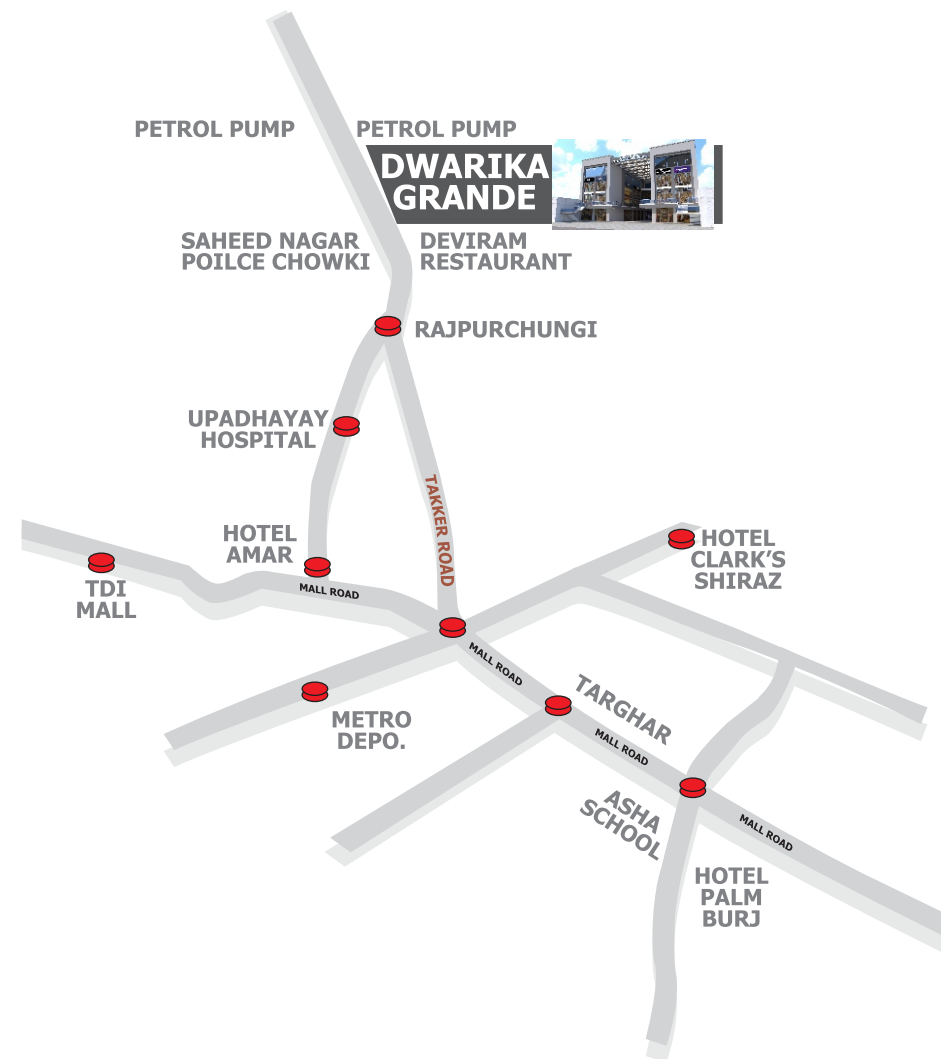 PETROL PUMP
PETROL PUMP
DWARIKA
GRANDE
SAHEED NAGAR
POILCE CHOWKI
DEVIRAM
RESTAURANT
RAJPURCHUNGI
UPADHAYAY
HOSPITAL
TAKKER ROAD
HOTEL
AMAR
HOTEL
CLARK'S
SHIRAZ
TDI
MALL
MALL ROAD
MALL ROAD
METRO
DEPO.
TARGHAR
MALL ROAD
ASHA
SCHOOL
MALL ROAD
HOTEL
PALM
BURJ